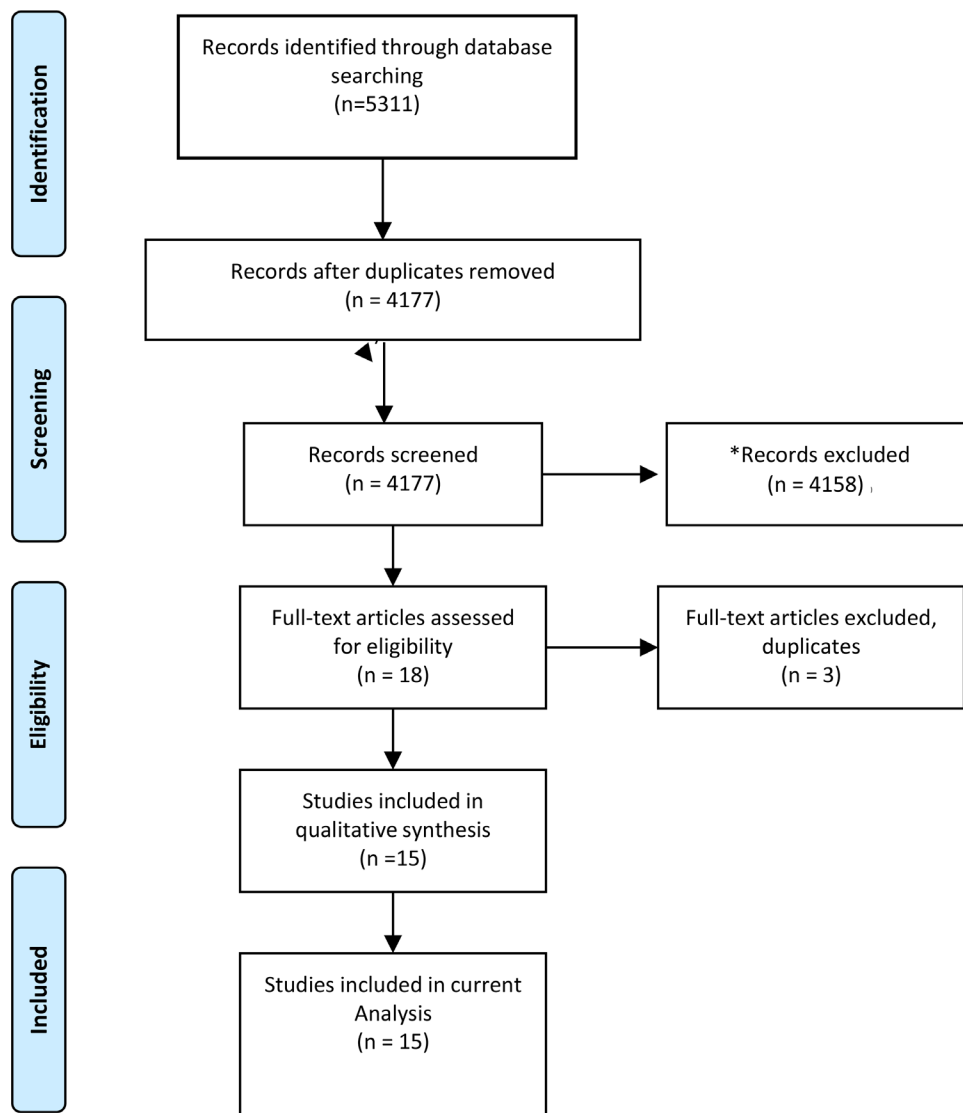 Identification
Records identified through database
searching
(n=5311)
Records after duplicates removed
(n = 4177)
Screening
Records screened
(n = 4177)
*Records excluded
(n = 4158)
Eligibility
Full-text articles assessed
for eligibility
(n = 18)
Full-text articles excluded,
duplicates
(n = 3)
Studies included in
qualitative synthesis
(n =15)
Included
Studies included in current
Analysis
(n = 15)